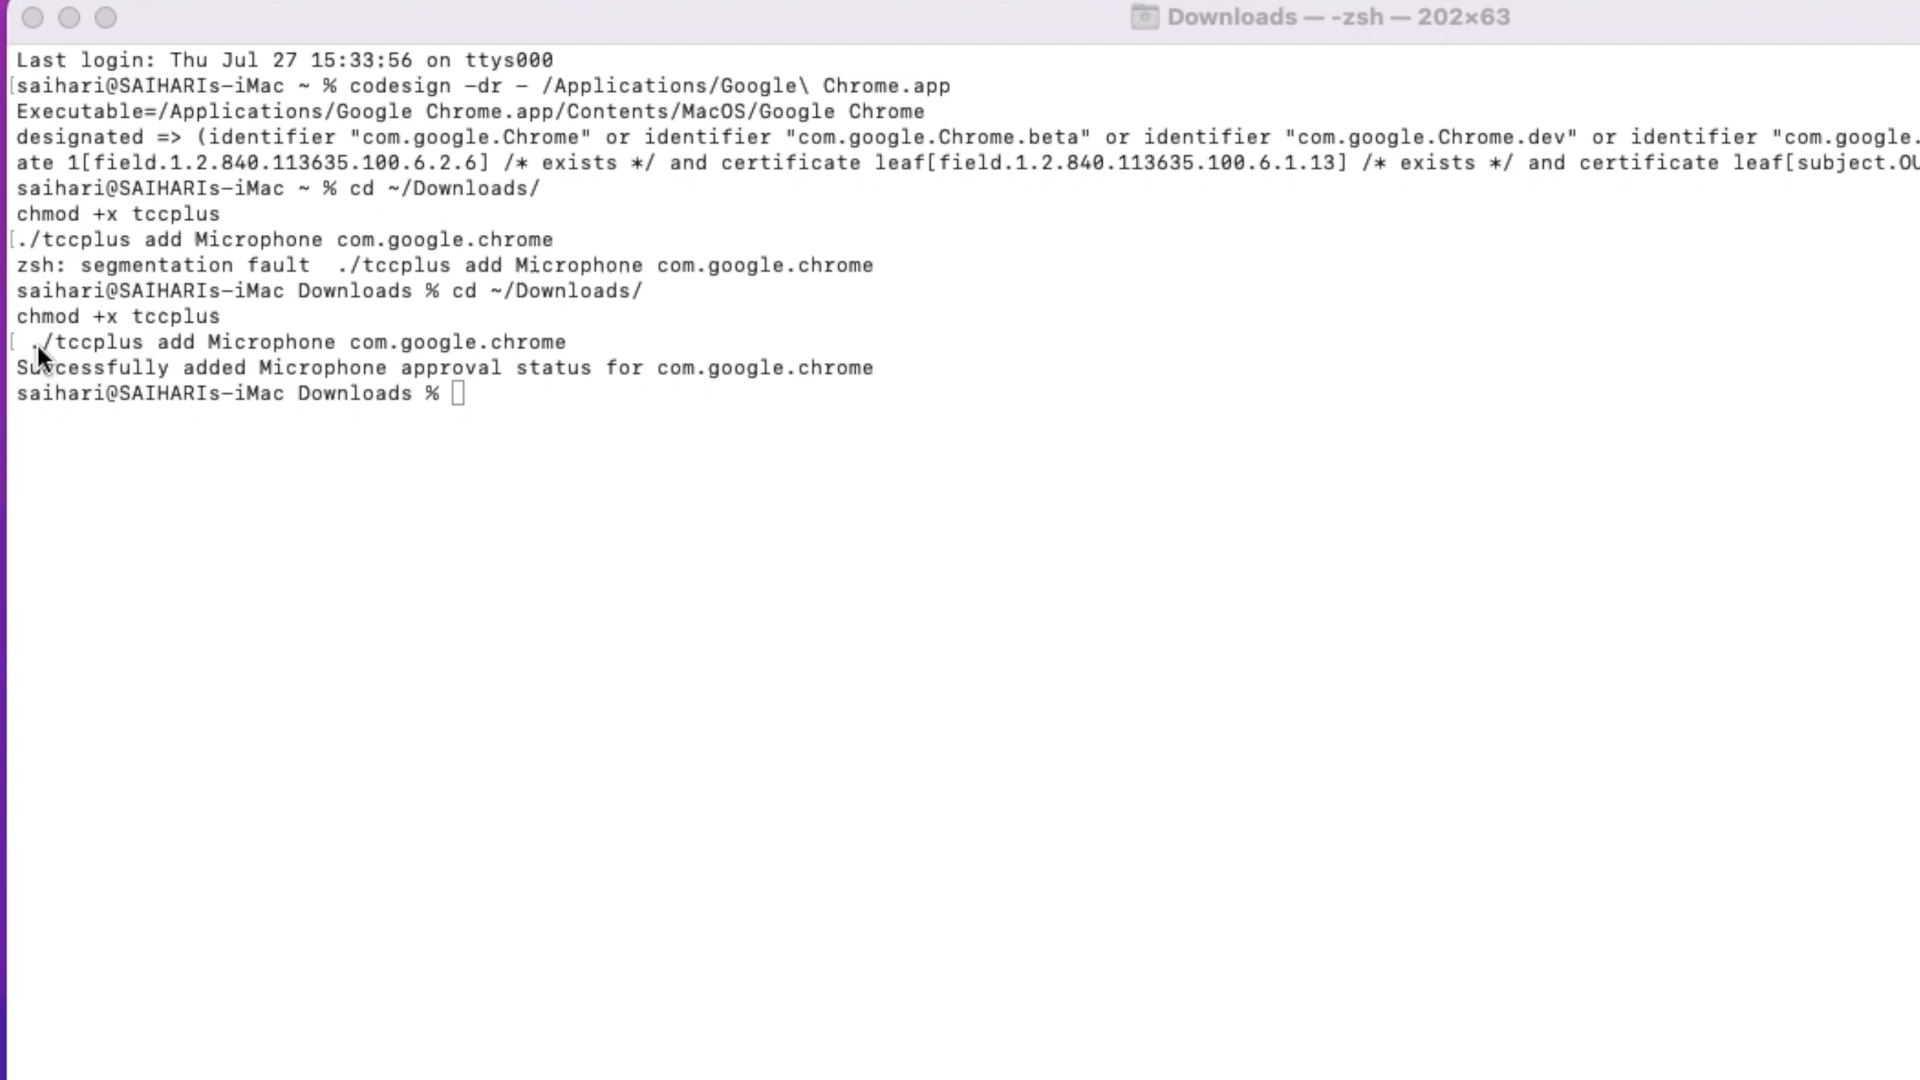 Downloads — -zsh — 202×63
Last login: Thu Jul 27 15:33:56 on ttys000
[saihari@SAIHARIs-iMac ~ % codesign -dr - /Applications/Google\ Chrome.app
Executable=/Applications/Google Chrome.app/Contents/MacOS/Google Chrome
designated => (identifier "com.google.Chrome" or identifier "com.google.Chrome.beta" or identifier "com.google.Chrome.dev" or identifier "com.google.
ate 1[field.1.2.840.113635.100.6.2.6] /* exists */ and certificate leaf[field.1.2.840.113635.100.6.1.13] /* exists */ and certificate leaf[subject.OU
saihari@SAIHARIs-iMac ~ % cd ~/Downloads/
chmod +x tccplus
[./tccplus add Microphone com.google.chrome
zsh: segmentation fault  ./tccplus add Microphone com.google.chrome
saihari@SAIHARIs-iMac Downloads % cd ~/Downloads/
chmod +x tccplus
[ ./tccplus add Microphone com.google.chrome
Successfully added Microphone approval status for com.google.chrome
saihari@SAIHARIs-iMac Downloads %